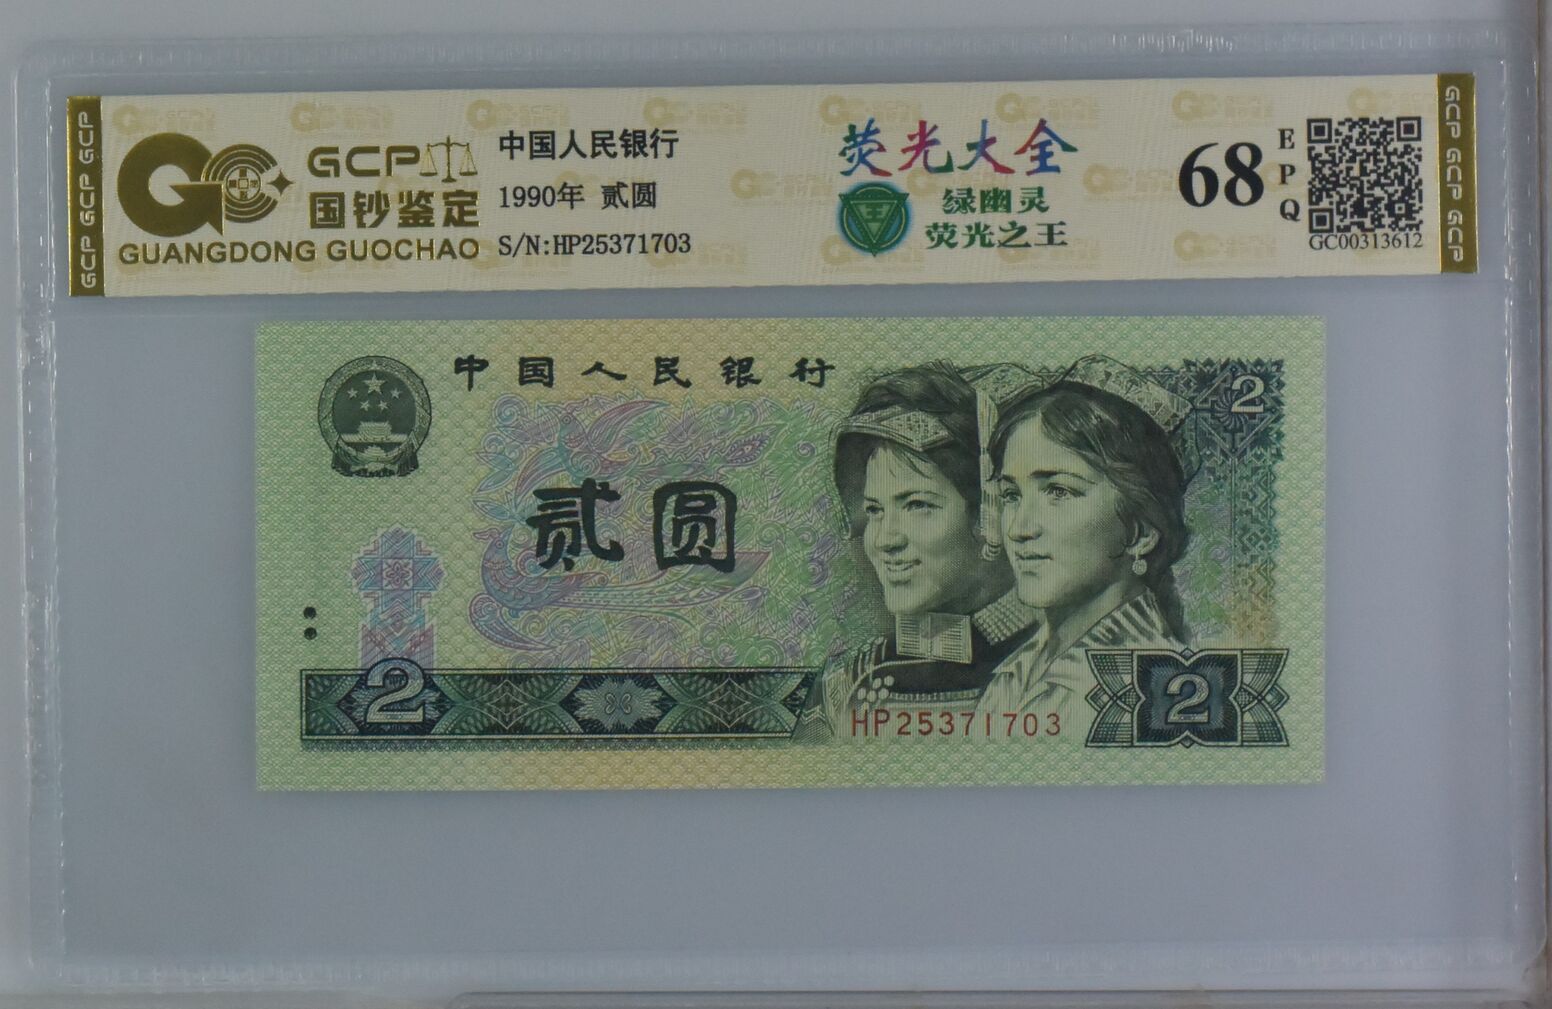 GCP GCP GCP
GCP
国钞鉴定
GUANGDONG GUOCHAO
中国人民银行
1990年 贰圆
S/N:HP25371703
荧光大全
王
绿幽灵
荧光之王
68
EPQ
GC00313612
GCP GCP GCP
中国人民银行
2
贰圆
2
2
HP25371703